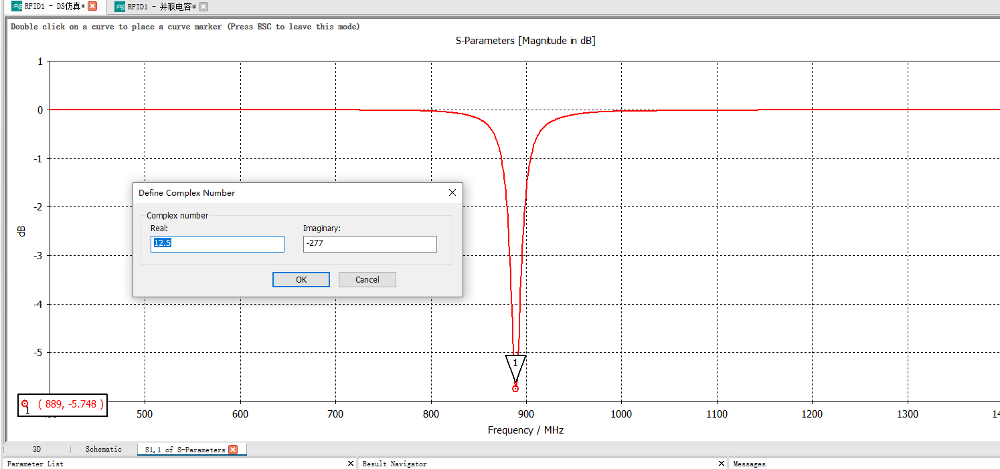 RFID1 - DS仿真*
RFID1 - 并联电容*
Double click on a curve to place a curve marker (Press ESC to leave this mode)
S-Parameters [Magnitude in dB]
1
0
-1
-2
-3
-4
-5
dB
Define Complex Number
Complex number
Real:
Imaginary:
12.5
-277
OK
Cancel
1
1
( 889, -5.748 )
500
600
700
800
900
1000
1100
1200
1300
Frequency / MHz
3D
Schematic
S1,1 of S-Parameters
Parameter List
Result Navigator
Messages